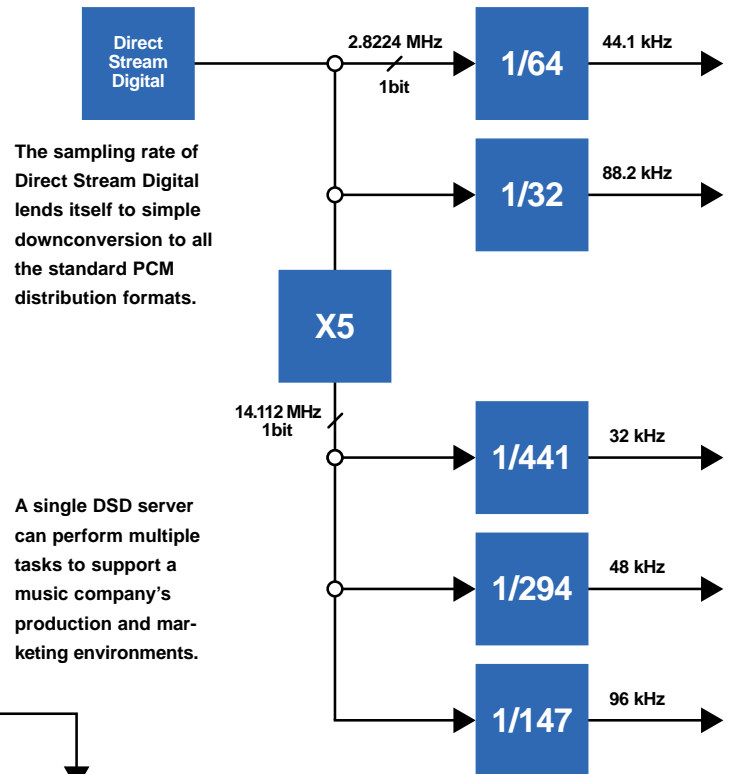 Direct
Stream
Digital
2.8224 MHz
1bit
1/64
44.1 kHz
The sampling rate of
Direct Stream Digital
lends itself to simple
downconversion to all
the standard PCM
distribution formats.
1/32
88.2 kHz
X5
14.112 MHz
1bit
1/441
32 kHz
A single DSD server
can perform multiple
tasks to support a
music company’s
production and mar-
keting environments.
1/294
48 kHz
1/147
96 kHz